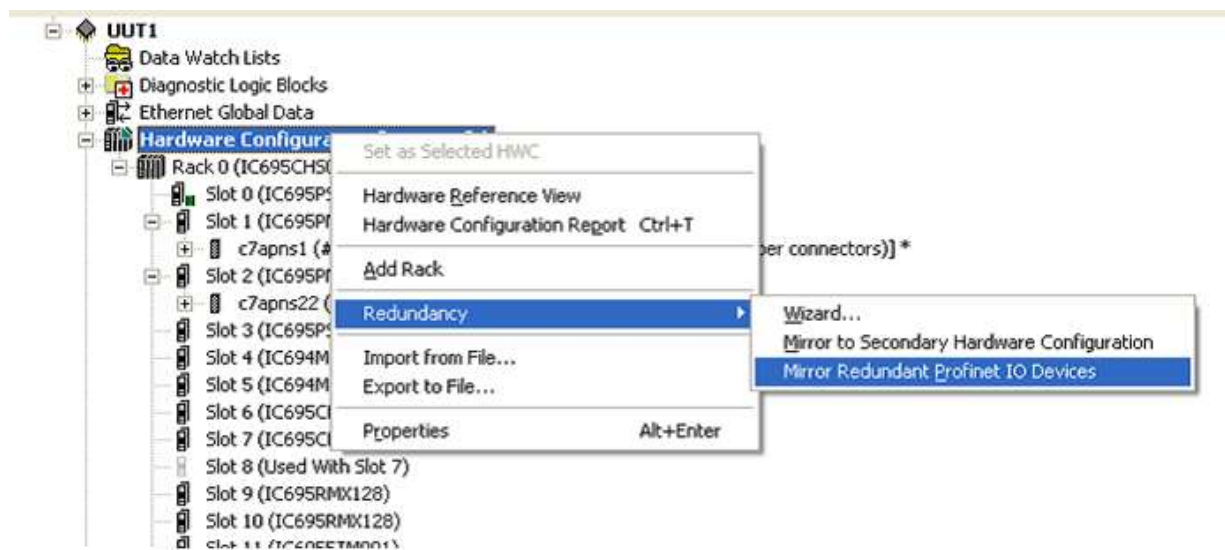 UUT1
Data Watch Lists
Diagnostic Logic Blocks
Ethernet Global Data
Hardware Configura
Rack 0 (IC695CHS0
Slot 0 (IC695PS
Slot 1 (IC695PN
c7apns1 (# per connectors)] *
Slot 2 (IC695PN
c7apns22 (
Slot 3 (IC695PS
Slot 4 (IC694M
Slot 5 (IC694M
Slot 6 (IC695C
Slot 7 (IC695C
Slot 8 (Used With Slot 7)
Slot 9 (IC695RMX128)
Slot 10 (IC695RMX128)
Set as Selected HWC
Hardware Reference View
Hardware Configuration Report Ctrl+T
Add Rack
Redundancy
Import from File...
Export to File...
Properties Alt+Enter
Wizard...
Mirror to Secondary Hardware Configuration
Mirror Redundant Profinet IO Devices